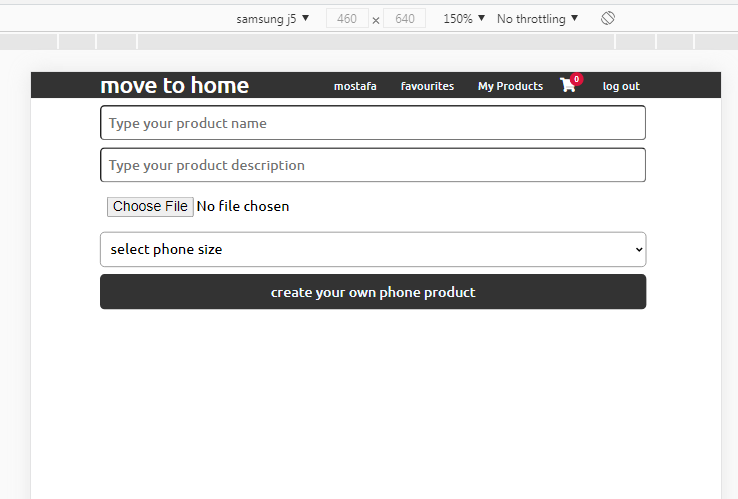 samsung j5 ▼ 460 × 640 150% ▼ No throttling ▼
move to home mostafa favourites My Products 0 log out
Type your product name
Type your product description
Choose File No file chosen
select phone size
create your own phone product